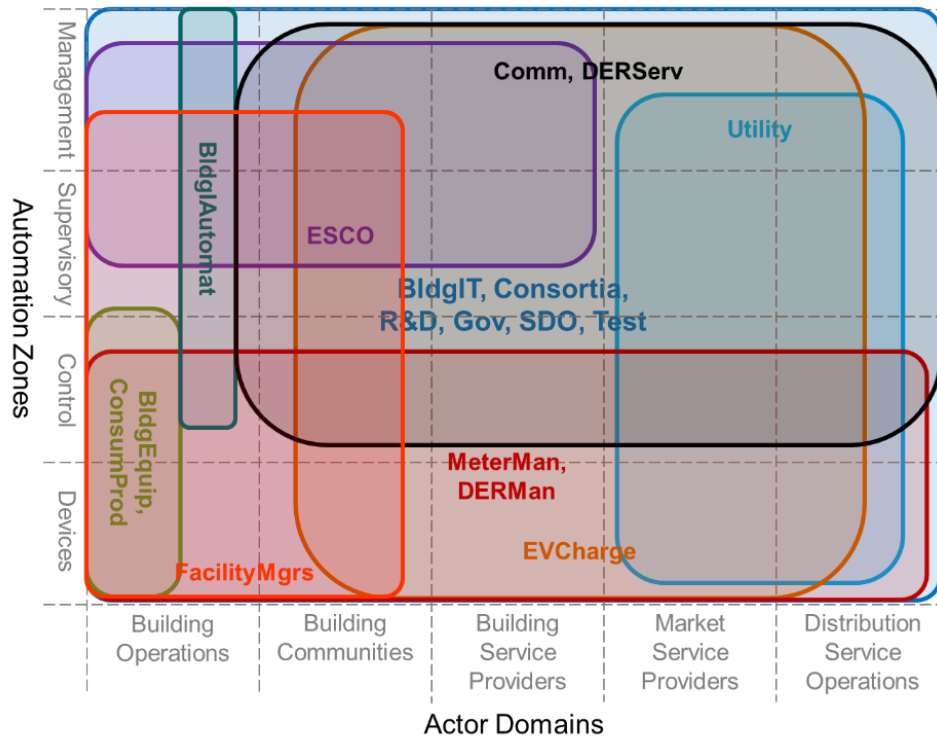 Management
Supervisory
Control
Devices
Automation Zones
Comm, DERServ
Utility
BldglAutomat
ESCO
BldgIT, Consortia,
R&D, Gov, SDO, Test
BldgEquip,
ConsumProd
MeterMan,
DERMan
EVCharge
FacilityMgrs
Building
Operations
Building
Communities
Building
Service
Providers
Market
Service
Providers
Distribution
Service
Operations
Actor Domains